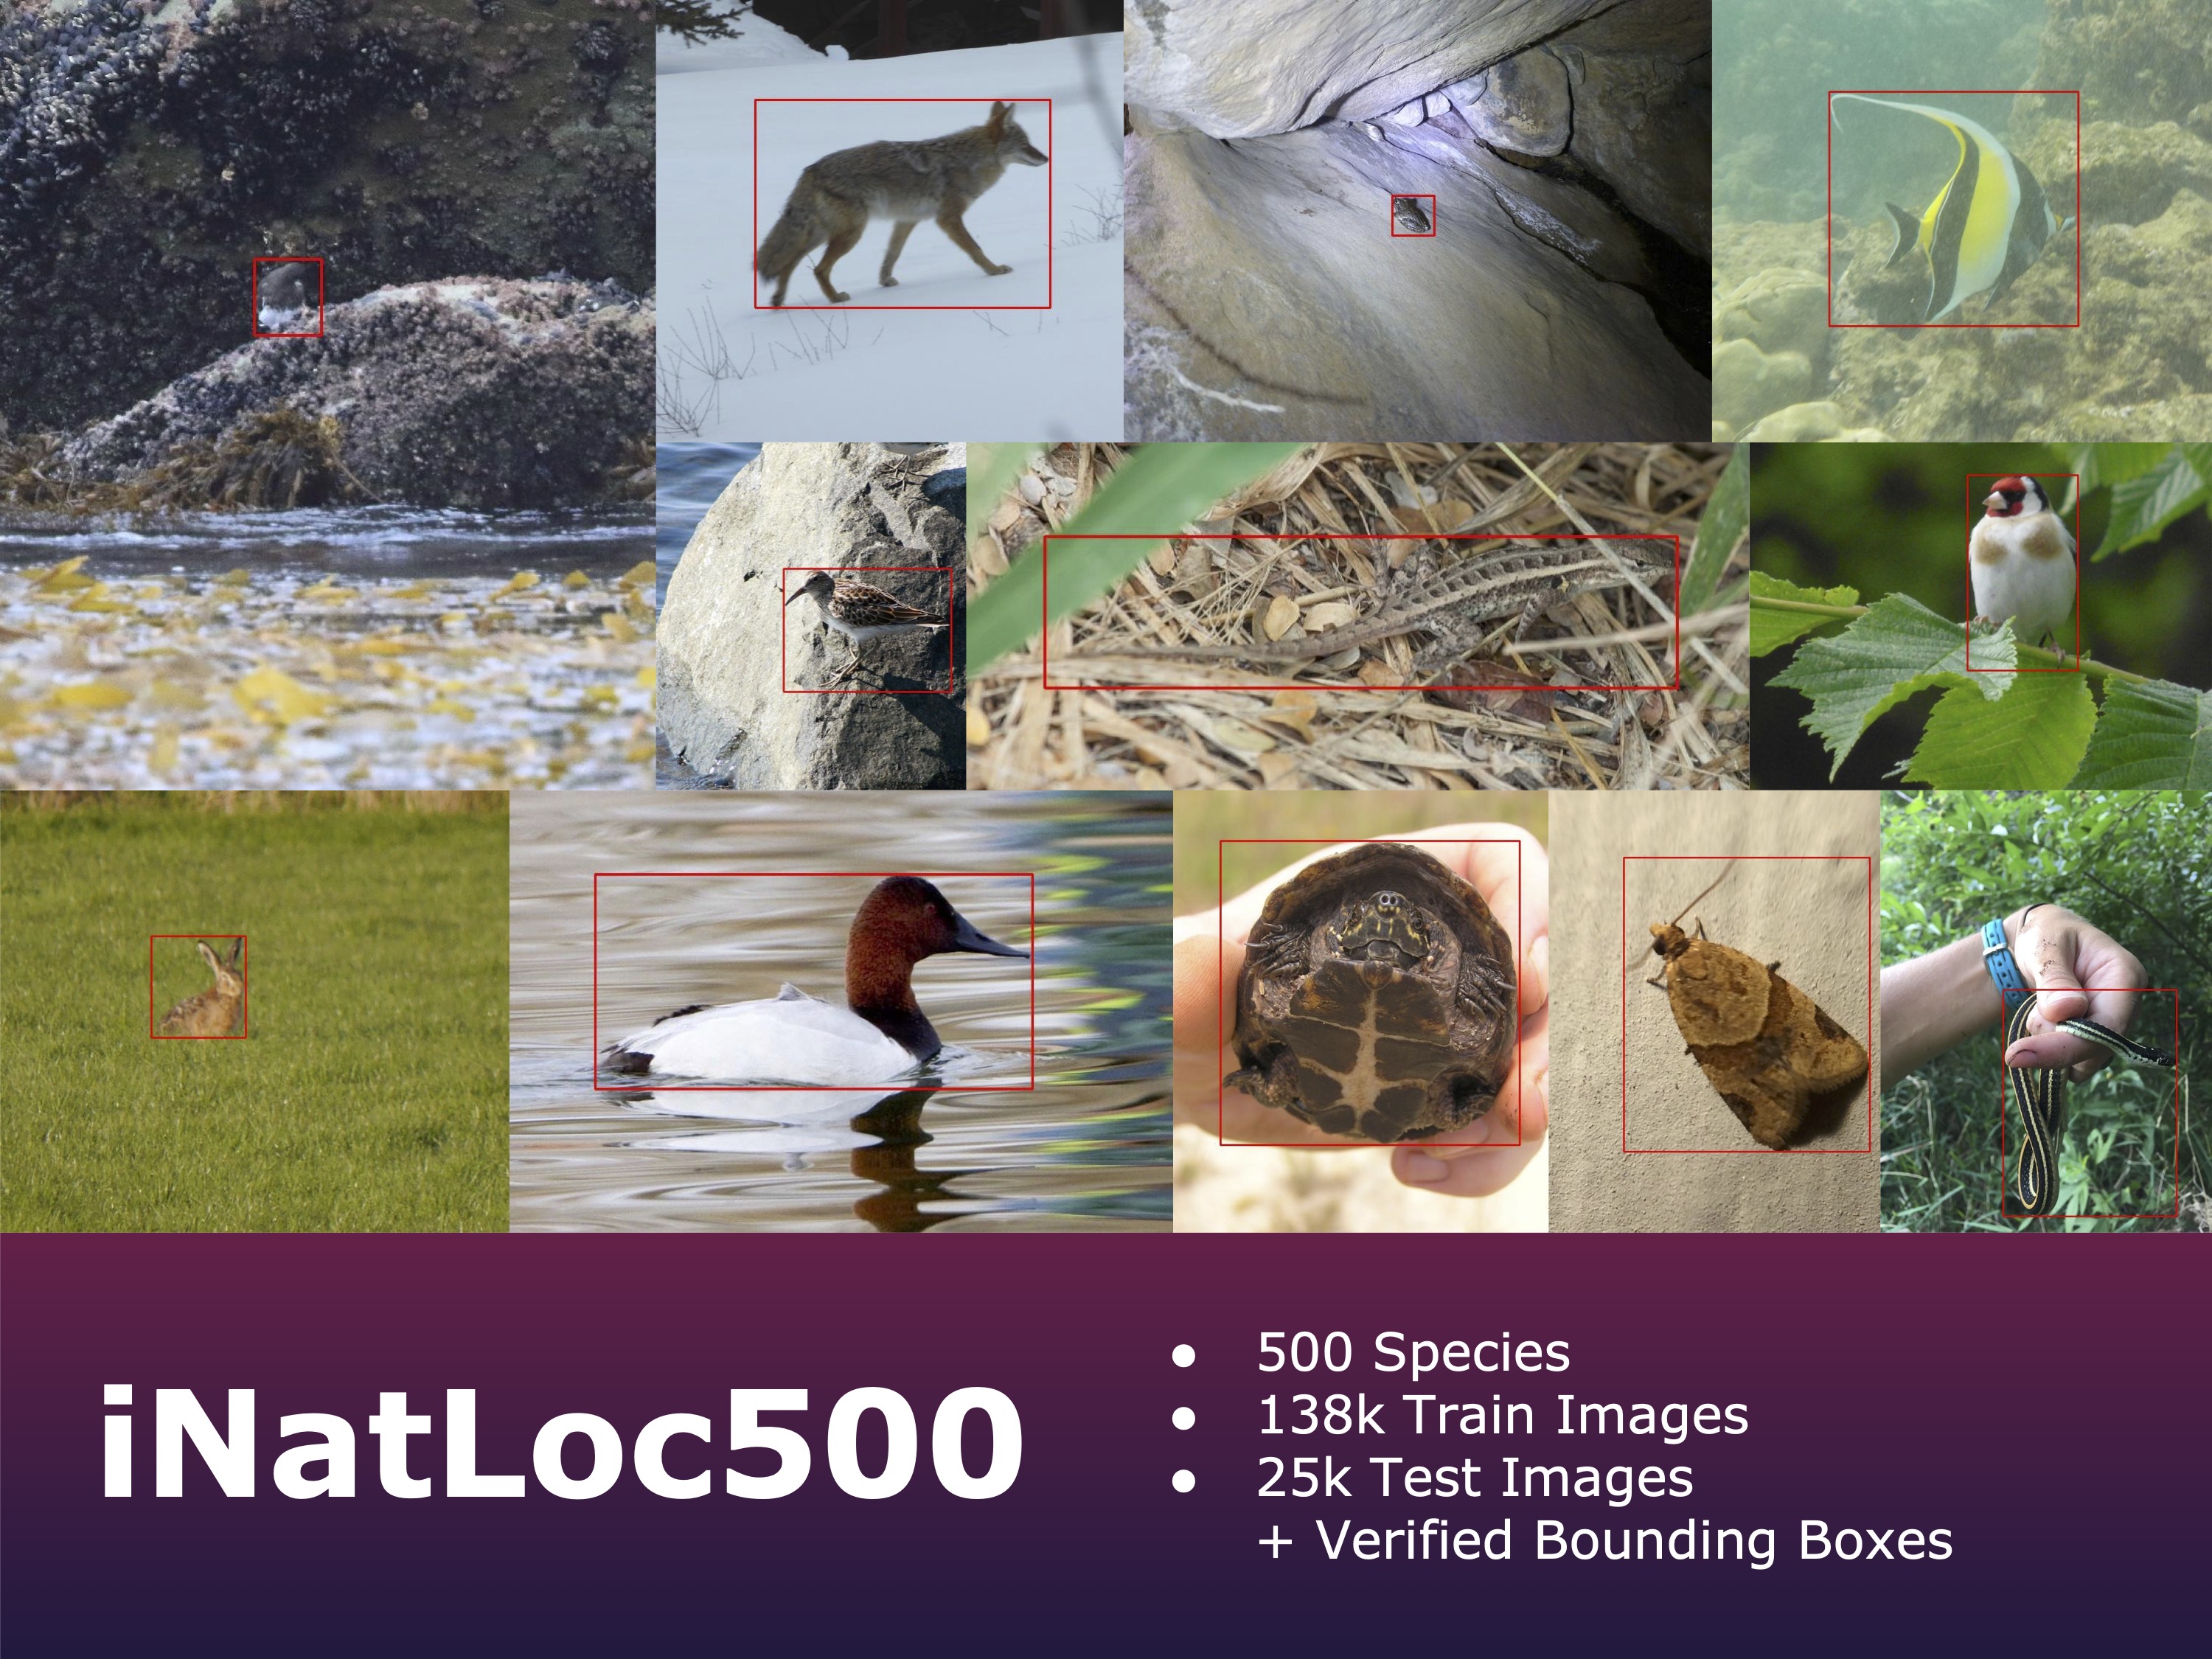 iNatLoc500
● 500 Species
● 138k Train Images
● 25k Test Images
+ Verified Bounding Boxes